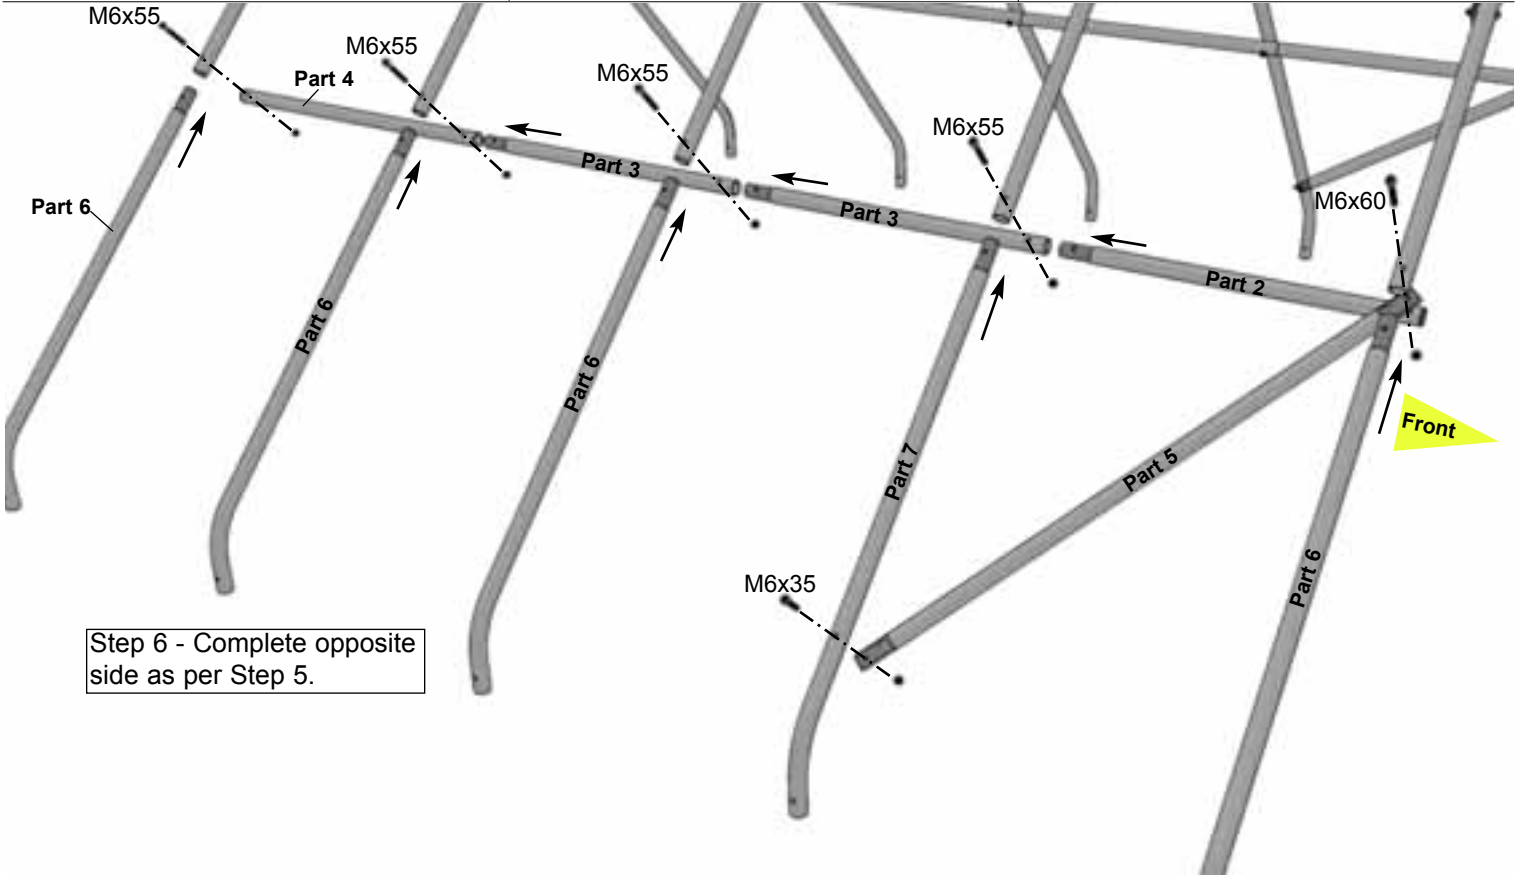 M6x55
M6x55
M6x55
M6x55
M6x60
Part 4
Part 3
Part 3
Part 2
Part 6
Part 6
Part 6
Part 7
Part 5
Part 6
Front
M6x35
Step 6 - Complete opposite
side as per Step 5.